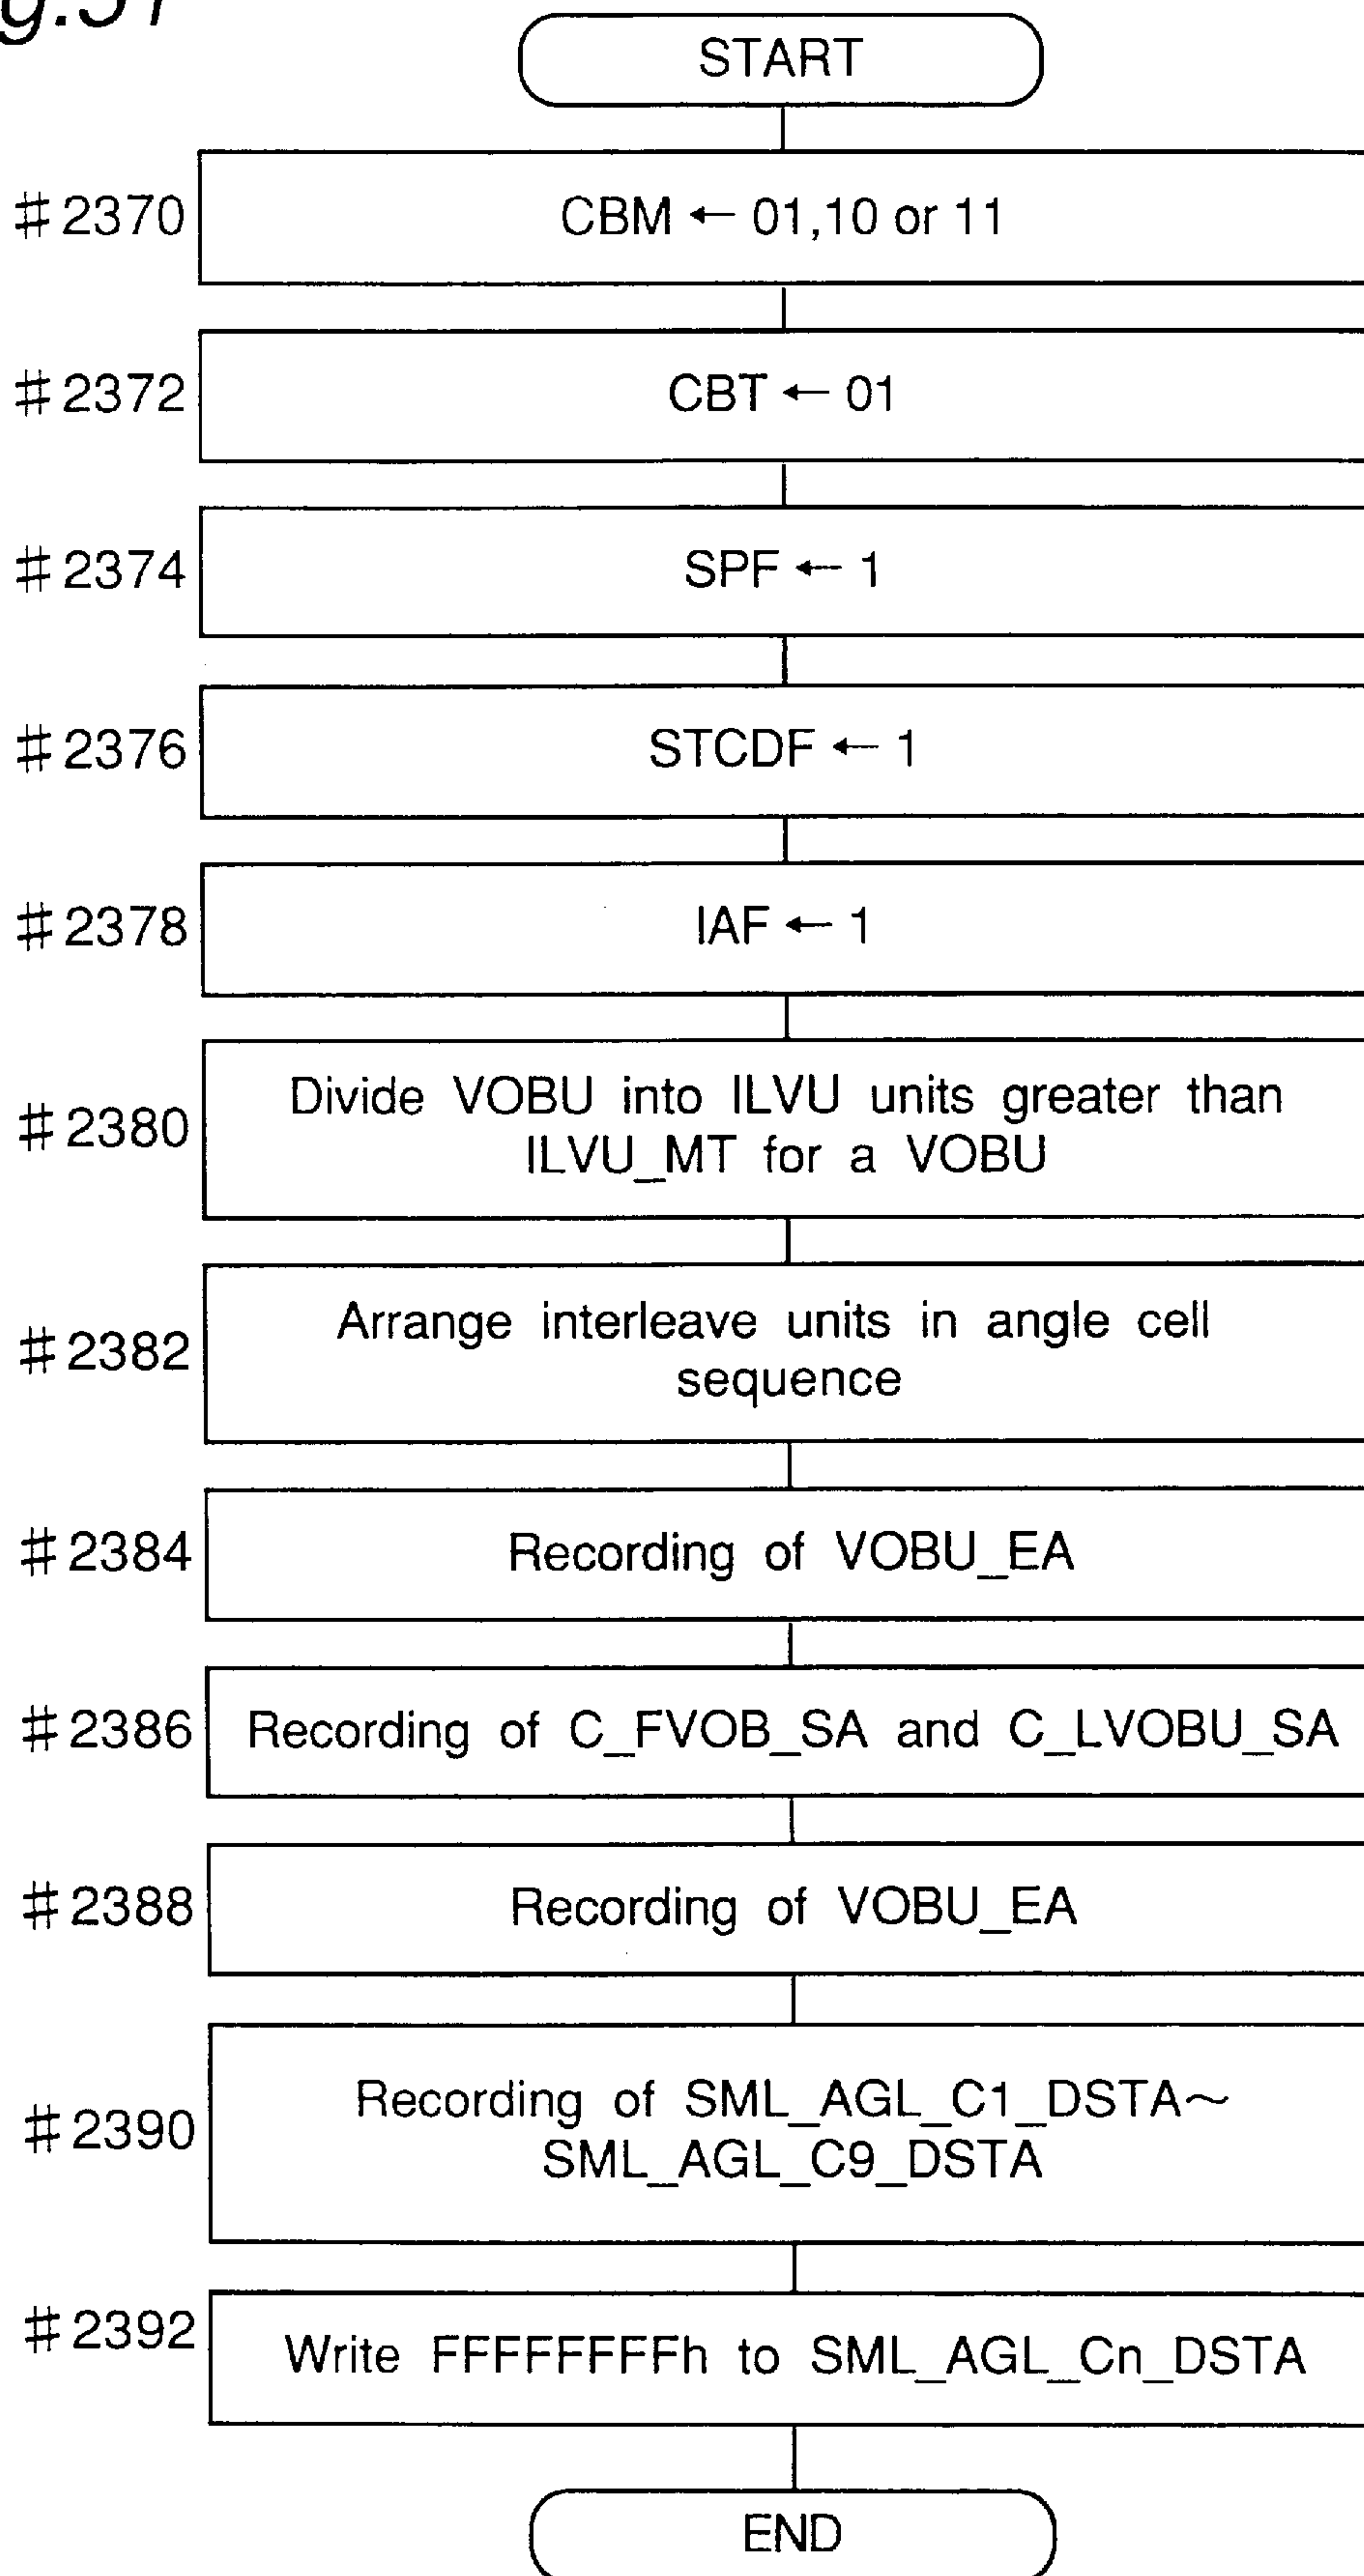 g.51
START
#2370 CBM ← 01,10 or 11
#2372 CBT ← 01
#2374 SPF ← 1
#2376 STCDF ← 1
#2378 IAF ← 1
#2380 Divide VOBU into ILVU units greater than
ILVU_MT for a VOBU
#2382 Arrange interleave units in angle cell
sequence
#2384 Recording of VOBU_EA
#2386 Recording of C_FVOB_SA and C_LVOBU_SA
#2388 Recording of VOBU_EA
#2390 Recording of SML_AGL_C1_DSTA~
SML_AGL_C9_DSTA
#2392 Write FFFFFFFFh to SML_AGL_Cn_DSTA
END